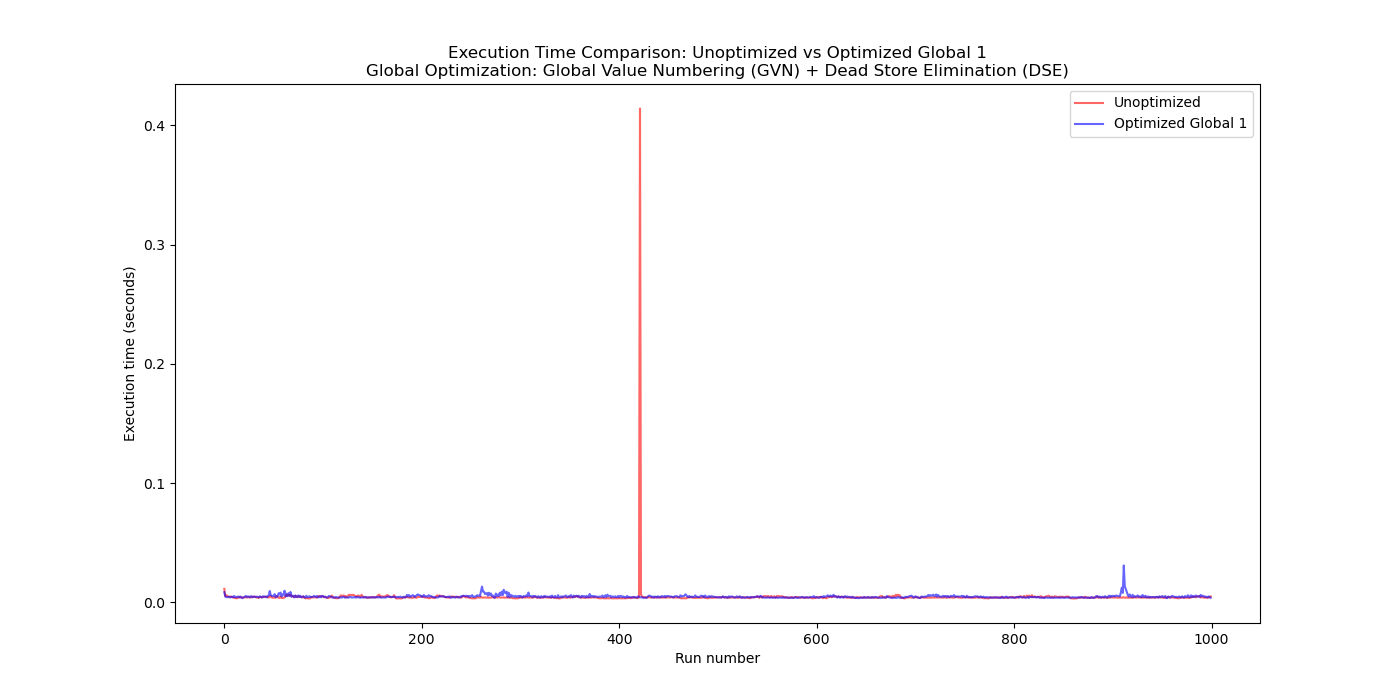 Execution Time Comparison: Unoptimized vs Optimized Global 1
Global Optimization: Global Value Numbering (GVN) + Dead Store Elimination (DSE)
Unoptimized
Optimized Global 1
Execution time (seconds)
0.4
0.3
0.2
0.1
0.0
0
200
400
600
800
1000
Run number